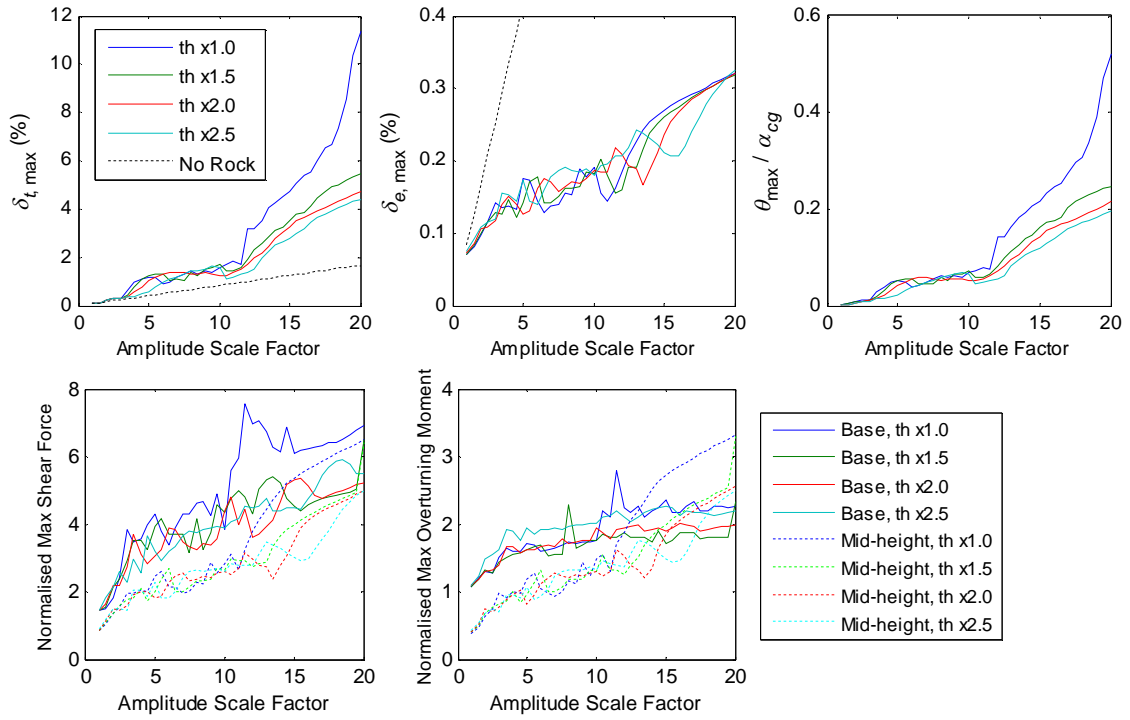 12
10
8
6
4
2
0
δt, max (%)
th x1.0
th x1.5
th x2.0
th x2.5
No Rock
0 5 10 15 20
Amplitude Scale Factor
0.4
0.3
0.2
0.1
0
δe, max (%)
0 5 10 15 20
Amplitude Scale Factor
0.6
0.4
0.2
0
θmax / αcg
0 5 10 15 20
Amplitude Scale Factor
8
6
4
2
0
Normalised Max Shear Force
0 5 10 15 20
Amplitude Scale Factor
4
3
2
1
0
Normalised Max Overturning Moment
0 5 10 15 20
Amplitude Scale Factor
Base, th x1.0
Base, th x1.5
Base, th x2.0
Base, th x2.5
Mid-height, th x1.0
Mid-height, th x1.5
Mid-height, th x2.0
Mid-height, th x2.5